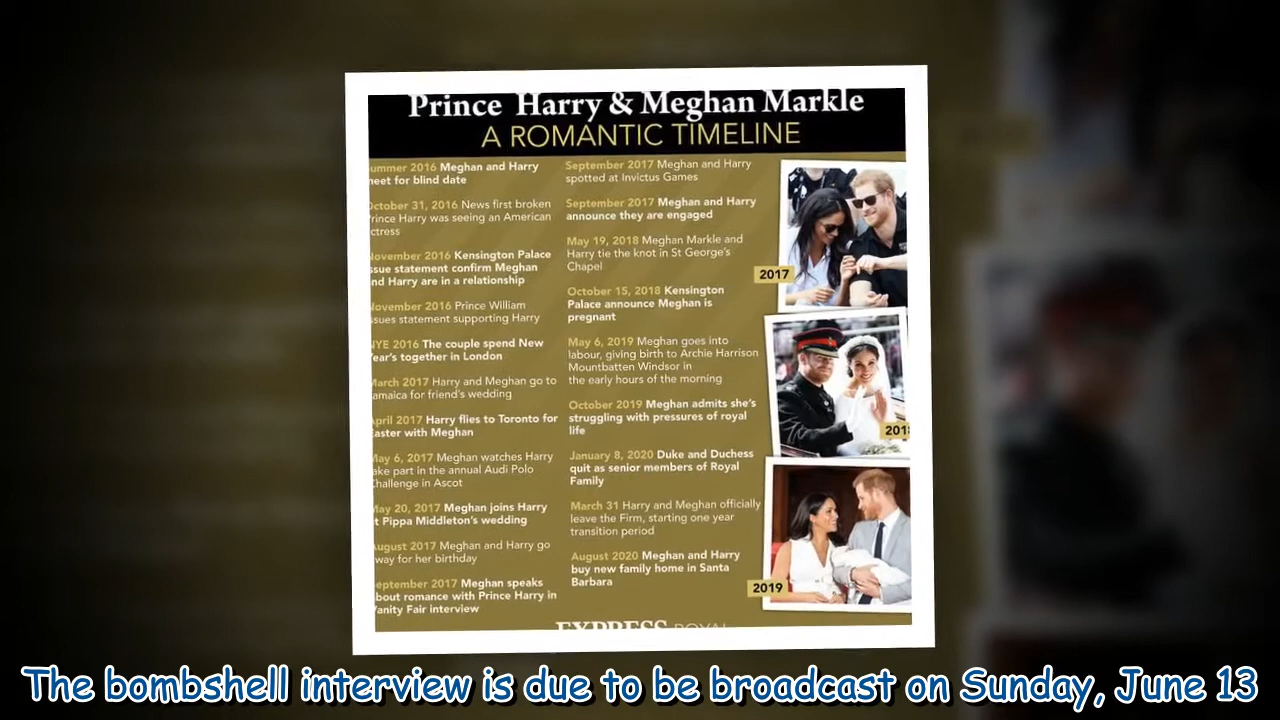 Prince Harry & Meghan Markle
A ROMANTIC TIMELINE
ummer 2016 Meghan and Harry
neet for blind date
October 31, 2016 News first broken
Prince Harry was seeing an American
ctress
November 2016 Kensington Palace
ssue statement confirm Meghan
nd Harry are in a relationship
November 2016 Prince William
ssues statement supporting Harry
NYE 2016 The couple spend New
Year's together in London
March 2017 Harry and Meghan go to
amaica for friend's wedding
April 2017 Harry flies to Toronto for
Easter with Meghan
May 6, 2017 Meghan watches Harry
ake part in the annual Audi Polo
Challenge in Ascot
May 20, 2017 Meghan joins Harry
t Pippa Middleton's wedding
August 2017 Meghan and Harry go
way for her birthday
eptember 2017 Meghan speaks
bout romance with Prince Harry in
Vanity Fair interview
September 2017 Meghan and Harry
spotted at Invictus Games
September 2017 Meghan and Harry
announce they are engaged
May 19, 2018 Meghan Markle and
Harry tie the knot in St George's
Chapel
October 15, 2018 Kensington
Palace announce Meghan is
pregnant
May 6, 2019 Meghan goes into
labour, giving birth to Archie Harrison
Mountbatten Windsor in
the early hours of the morning
October 2019 Meghan admits she's
struggling with pressures of royal
life
January 8, 2020 Duke and Duchess
quit as senior members of Royal
Family
March 31 Harry and Meghan officially
leave the Firm, starting one year
transition period
August 2020 Meghan and Harry
buy new family home in Santa
Barbara
2017
2018
2019
EXPRESS ROYAL
The bombshell interview is due to be broadcast on Sunday, June 13